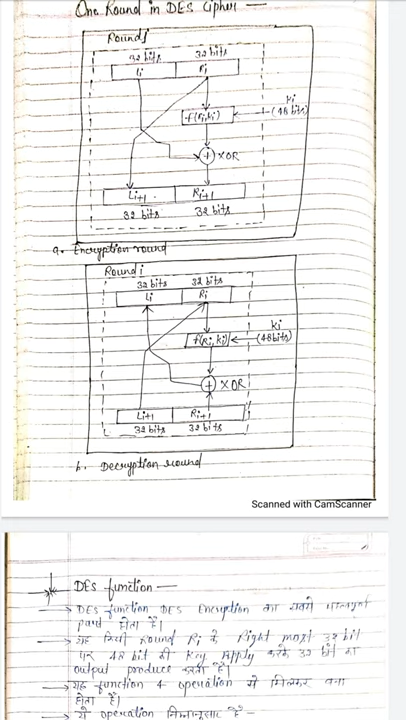 One Round in DES Cipher —
Round i
32 bits 32 bits
Li Ri
f(Ri, ki)
ki
(48 bits)
+ XOR
Li+1 Ri+1
32 bits 32 bits
a. Encryption round
Round i
32 bits 32 bits
Li Ri
f(Ri, Ki)
Ki
(48 bits)
+ XOR
Li+1 Ri+1
32 bits 32 bits
b. Decryption round
Scanned with CamScanner
DES function —
→ DES function DES Encryption का सबसे
part होता है।
→ यह किसी round Ri के Right most 32 bit
पर 48 bit की Key Apply करके 32 bit का
output produce करता है।
→ यह function 4 operation से मिलकर बना
होता है।
→ ये operation निम्नानुसार है –